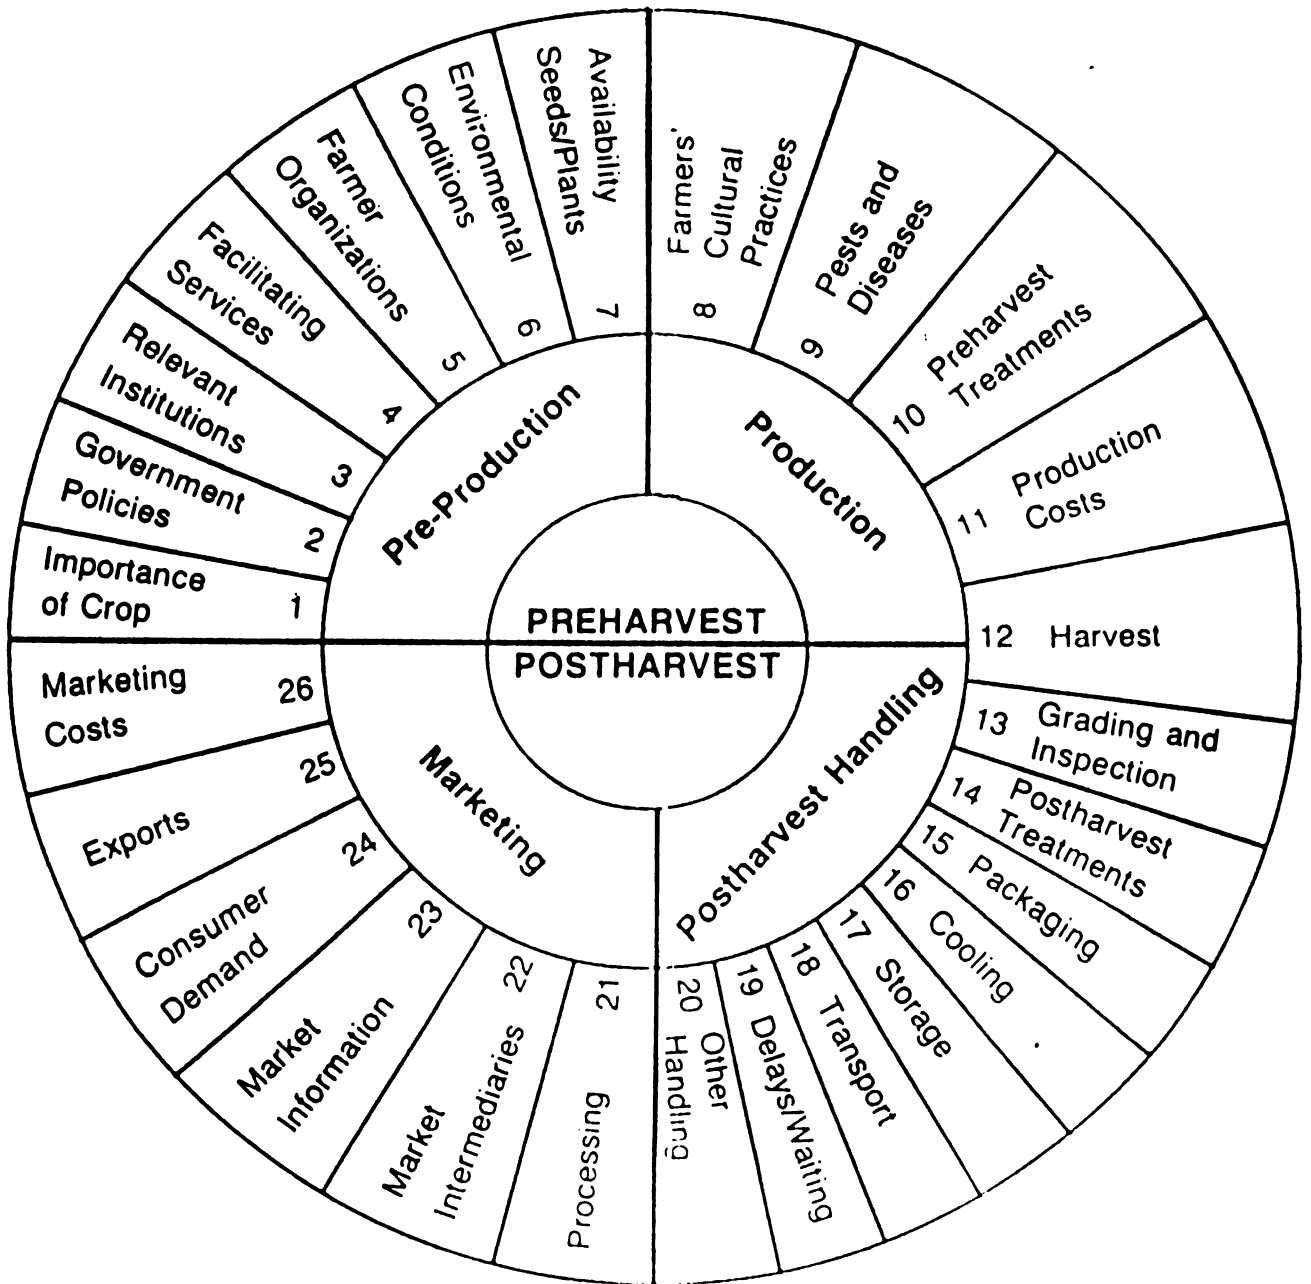 PREHARVEST
POSTHARVEST
Pre-Production
Production
Postharvest Handling
Marketing
1
Importance
of Crop
2
Government
Policies
3
Relevant
Institutions
4
Facilitating
Services
5
Farmer
Organizations
6
Environmental
Conditions
7
Availability
Seeds/Plants
8
Farmers'
Cultural
Practices
9
Pests and
Diseases
10
Preharvest
Treatments
11
Production
Costs
12 Harvest
13 Grading and
Inspection
14 Postharvest
Treatments
15 Packaging
16 Cooling
17 Storage
18 Transport
19 Delays/Waiting
20 Other
Handling
21
Processing
22
Market
Intermediaries
23
Market
Information
24
Consumer
Demand
25
Exports
26
Marketing
Costs